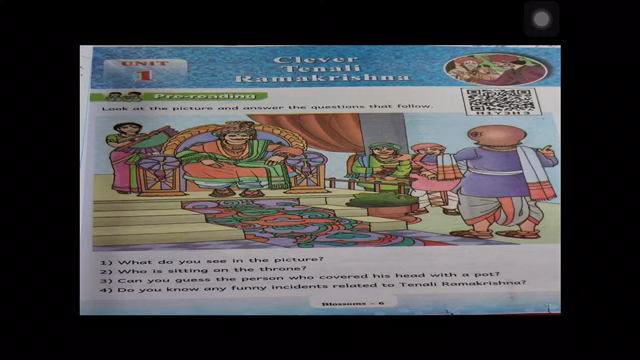 UNIT
1
Clever
Tenali
Ramakrishna
Pre-reading
Look at the picture and answer the questions that follow.
H1Y3H3
1) What do you see in the picture?
2) Who is sitting on the throne?
3) Can you guess the person who covered his head with a pot?
4) Do you know any funny incidents related to Tenali Ramakrishna?
Blossoms - 6